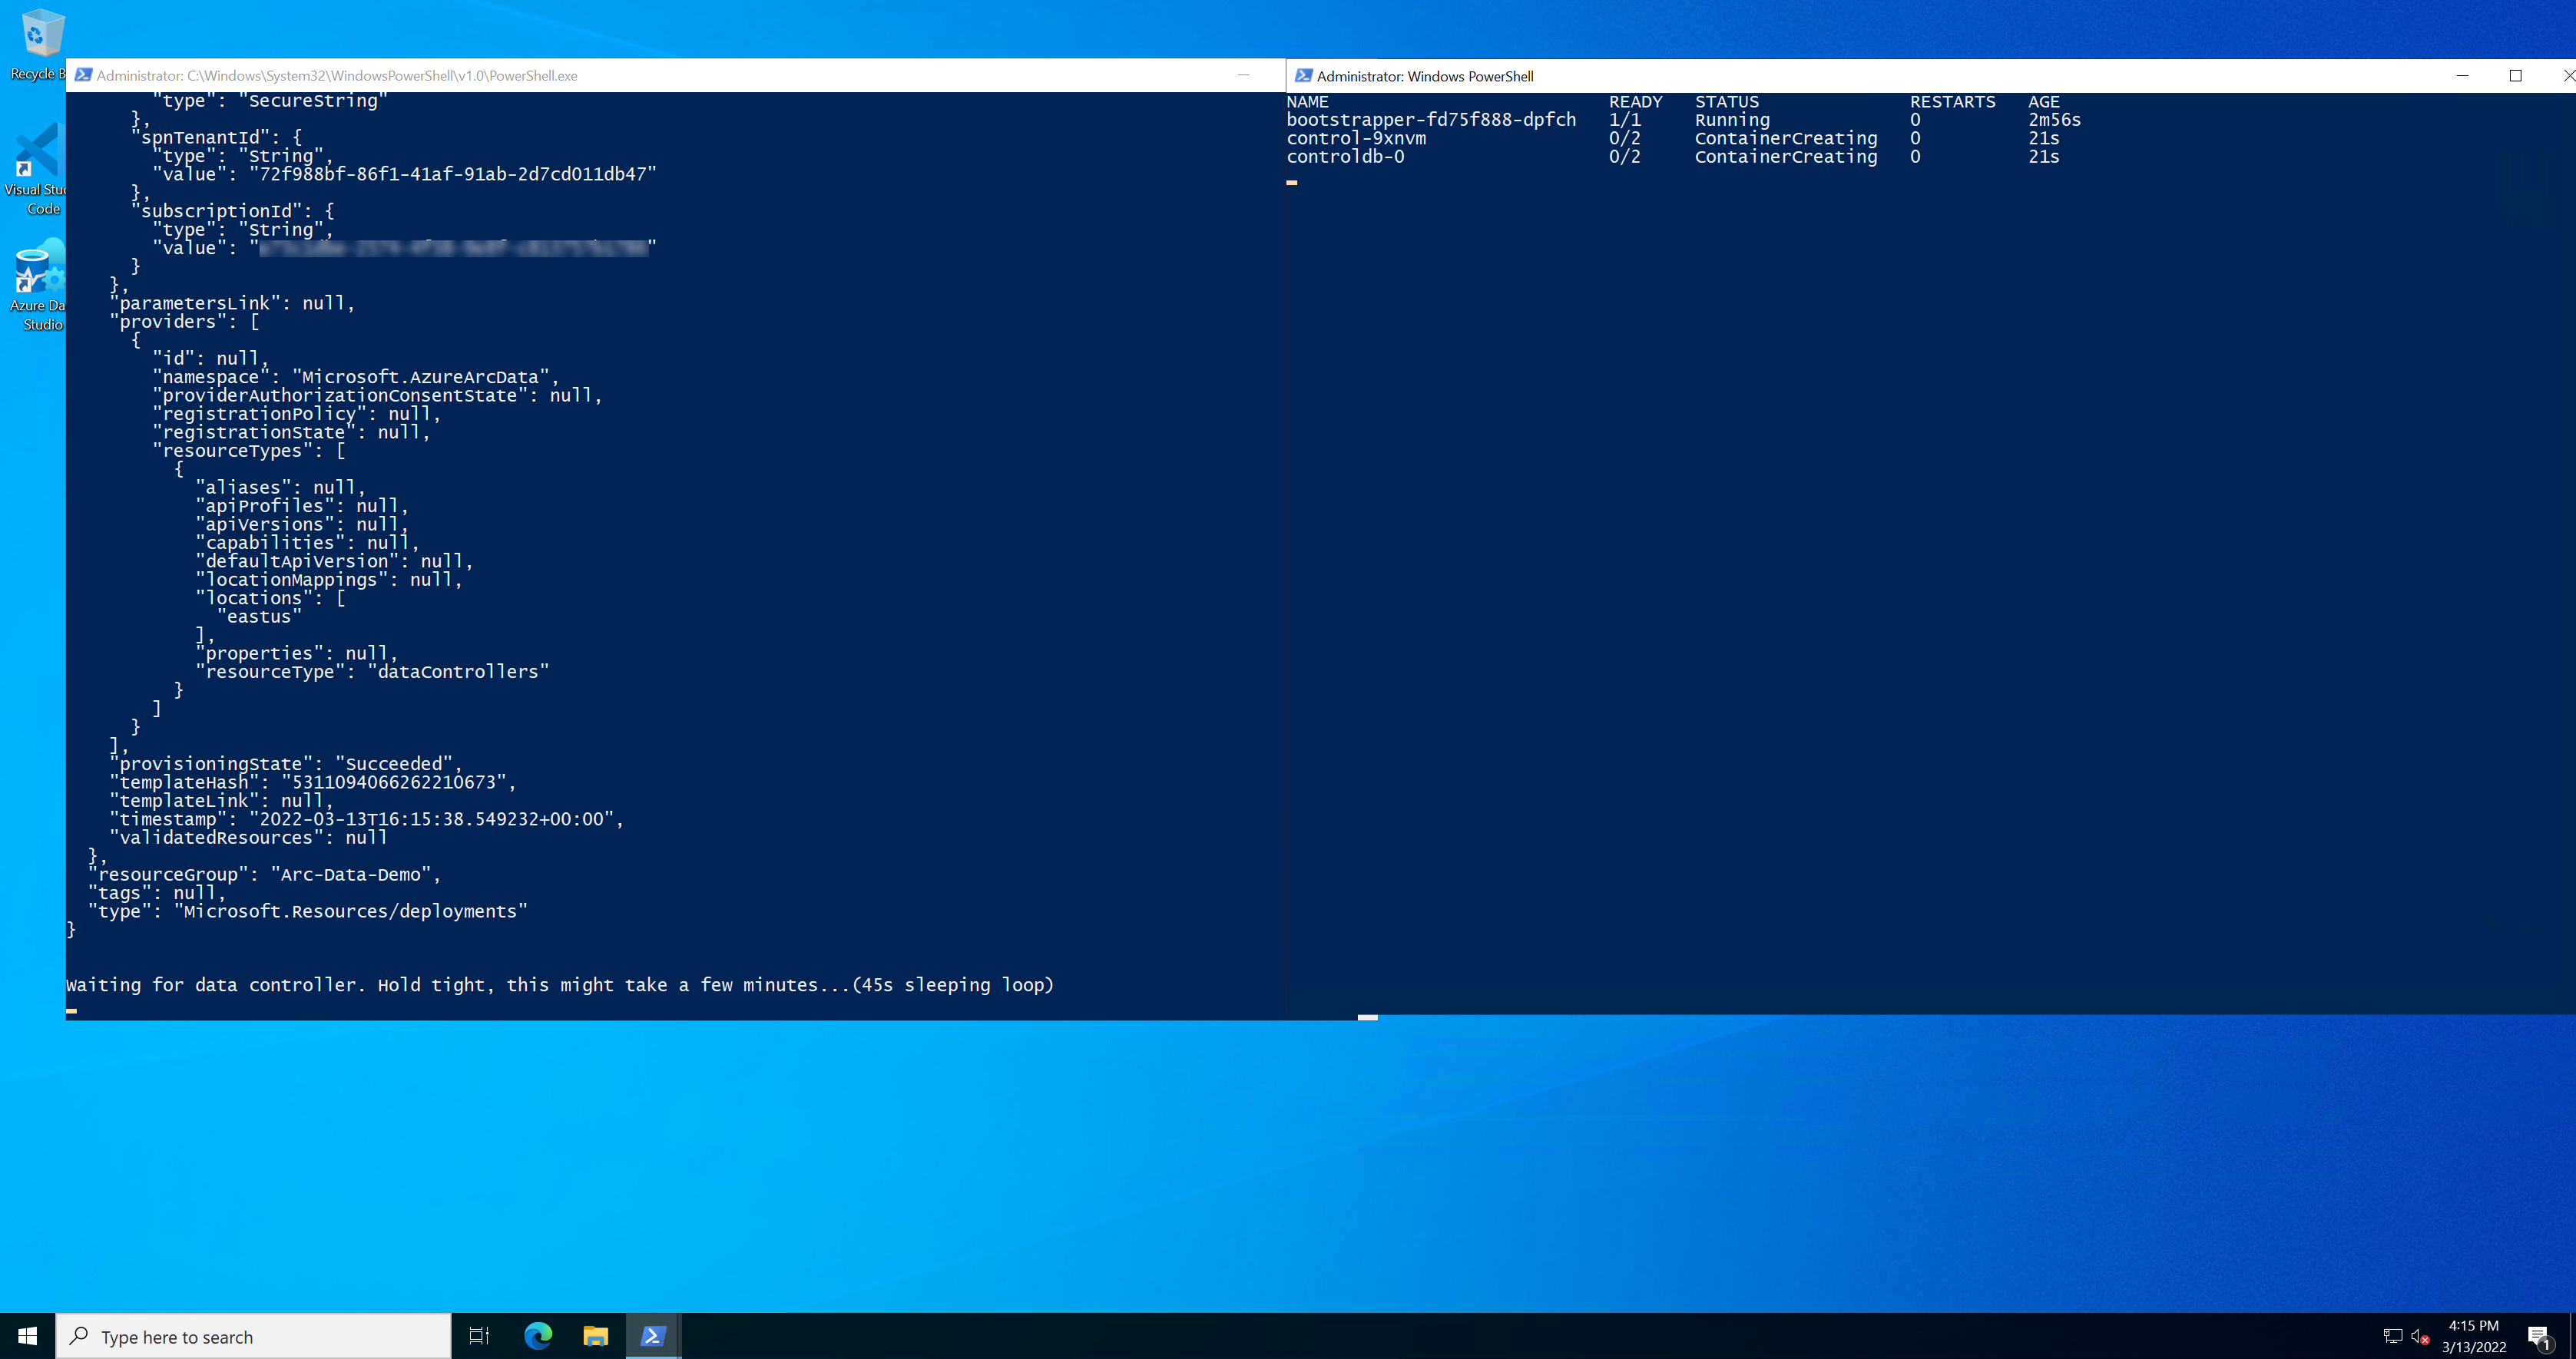 Recycle B
Visual Stu
Code
Azure Da
Studio
Administrator: C:\Windows\System32\WindowsPowerShell\v1.0\PowerShell.exe
"type": "SecureString"
},
"spnTenantId": {
"type": "String",
"value": "72f988bf-86f1-41af-91ab-2d7cd011db47"
},
"subscriptionId": {
"type": "String",
"value": "
"
}
},
"parametersLink": null,
"providers": [
{
"id": null,
"namespace": "Microsoft.AzureArcData",
"providerAuthorizationConsentState": null,
"registrationPolicy": null,
"registrationState": null,
"resourceTypes": [
{
"aliases": null,
"apiProfiles": null,
"apiVersions": null,
"capabilities": null,
"defaultApiVersion": null,
"locationMappings": null,
"locations": [
"eastus"
],
"properties": null,
"resourceType": "dataControllers"
}
]
}
],
"provisioningState": "Succeeded",
"templateHash": "5311094066262210673",
"templateLink": null,
"timestamp": "2022-03-13T16:15:38.549232+00:00",
"validatedResources": null
},
"resourceGroup": "Arc-Data-Demo",
"tags": null,
"type": "Microsoft.Resources/deployments"
}
Waiting for data controller. Hold tight, this might take a few minutes...(45s sleeping loop)
Administrator: Windows PowerShell
NAME READY STATUS RESTARTS AGE
bootstrapper-fd75f888-dpfch 1/1 Running 0 2m56s
control-9xnvm 0/2 ContainerCreating 0 21s
controldb-0 0/2 ContainerCreating 0 21s
Type here to search
4:15 PM
3/13/2022
1